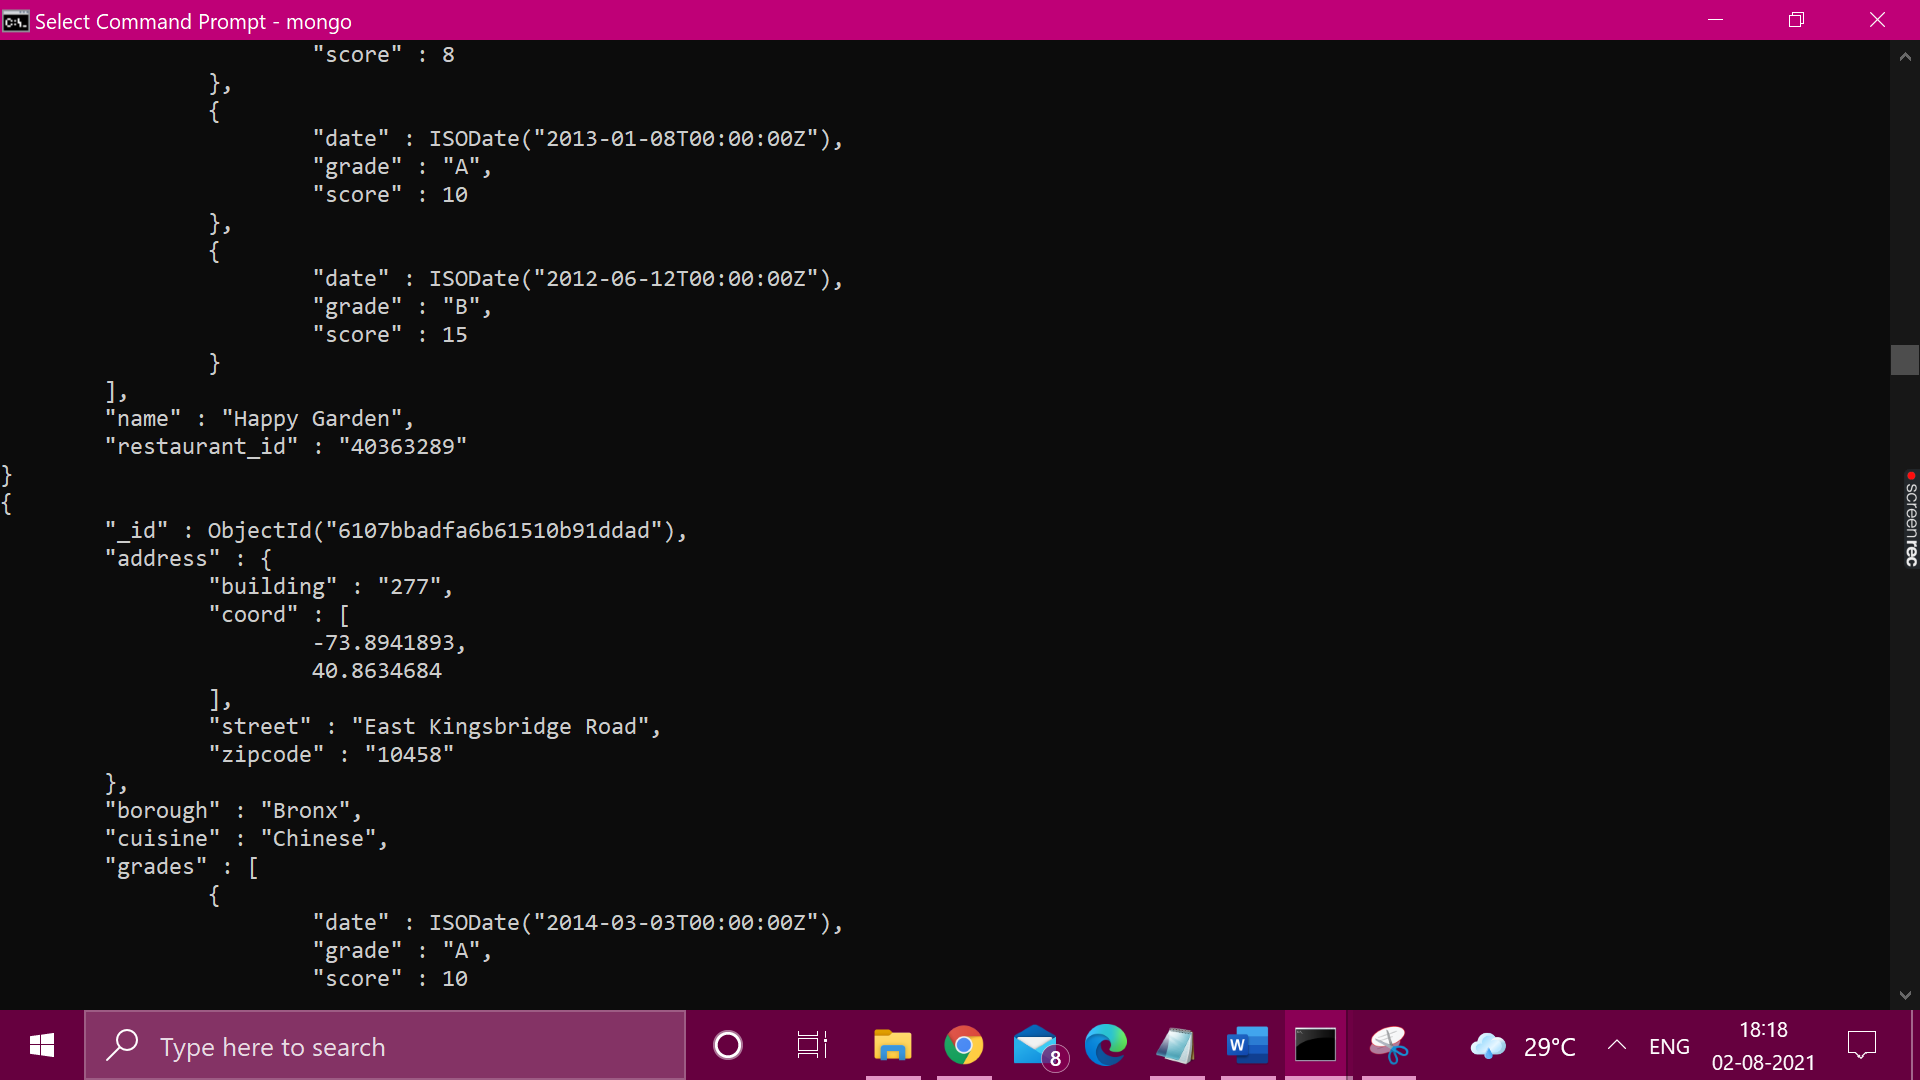 Select Command Prompt - mongo
"score" : 8
},
{
"date" : ISODate("2013-01-08T00:00:00Z"),
"grade" : "A",
"score" : 10
},
{
"date" : ISODate("2012-06-12T00:00:00Z"),
"grade" : "B",
"score" : 15
}
],
"name" : "Happy Garden",
"restaurant_id" : "40363289"
}
{
"_id" : ObjectId("6107bbadfa6b61510b91ddad"),
"address" : {
"building" : "277",
"coord" : [
-73.8941893,
40.8634684
],
"street" : "East Kingsbridge Road",
"zipcode" : "10458"
},
"borough" : "Bronx",
"cuisine" : "Chinese",
"grades" : [
{
"date" : ISODate("2014-03-03T00:00:00Z"),
"grade" : "A",
"score" : 10
screenrec
Type here to search
8
W
29°C
ENG
18:18
02-08-2021